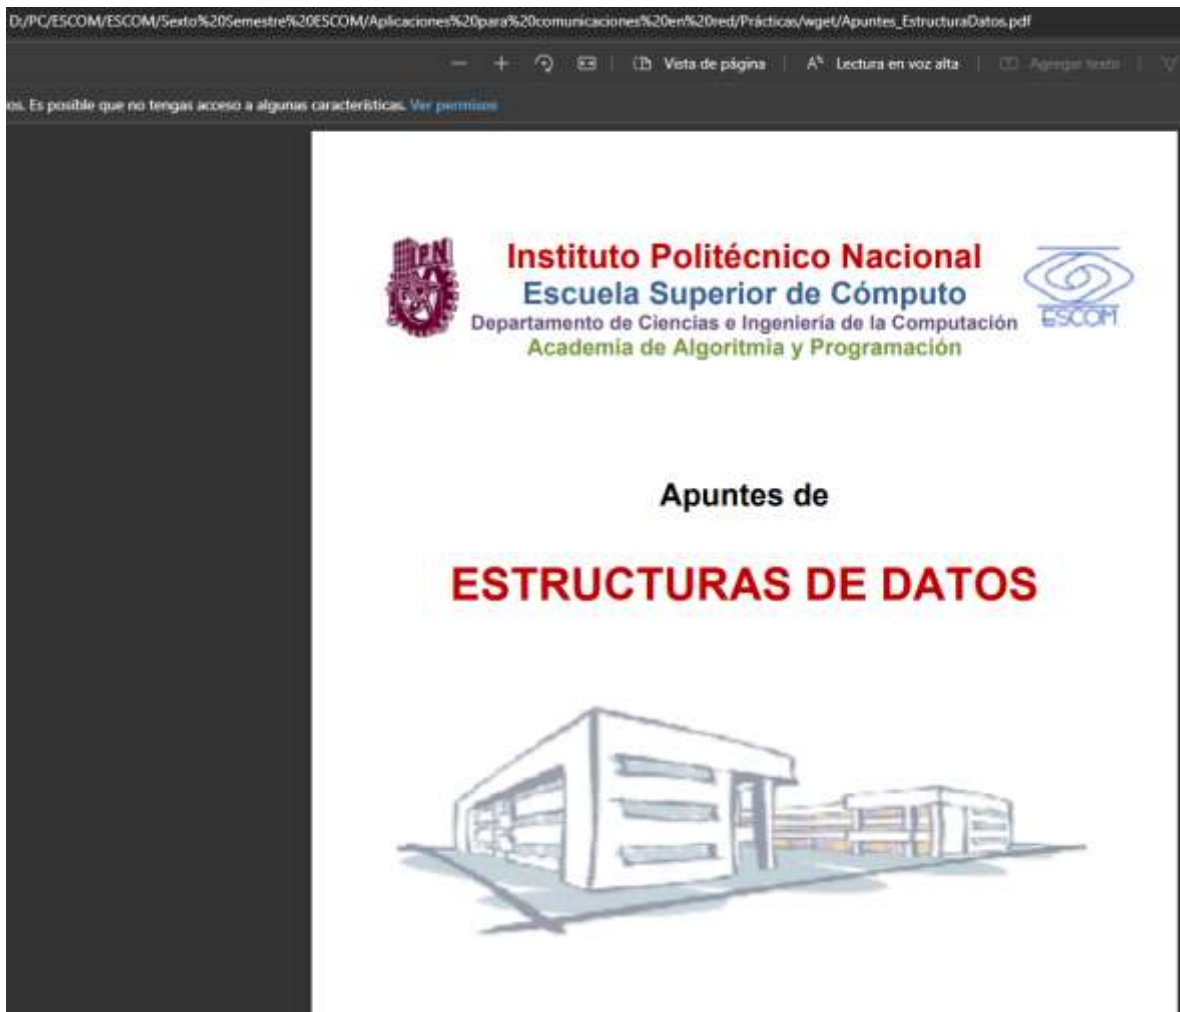 D:/PC/ESCOM/ESCOM/Sexto%20Semestre%20ESCOM/Aplicaciones%20para%20comunicaciones%20en%20red/Prácticas/wget/Apuntes_EstructuraDatos.pdf
Vista de página | A Lectura en voz alta | Agregar texto
os. Es posible que no tengas acceso a algunas características. Ver permisos
IPN
Instituto Politécnico Nacional
Escuela Superior de Cómputo
Departamento de Ciencias e Ingeniería de la Computación
Academia de Algoritmia y Programación
ESCOM
Apuntes de
ESTRUCTURAS DE DATOS